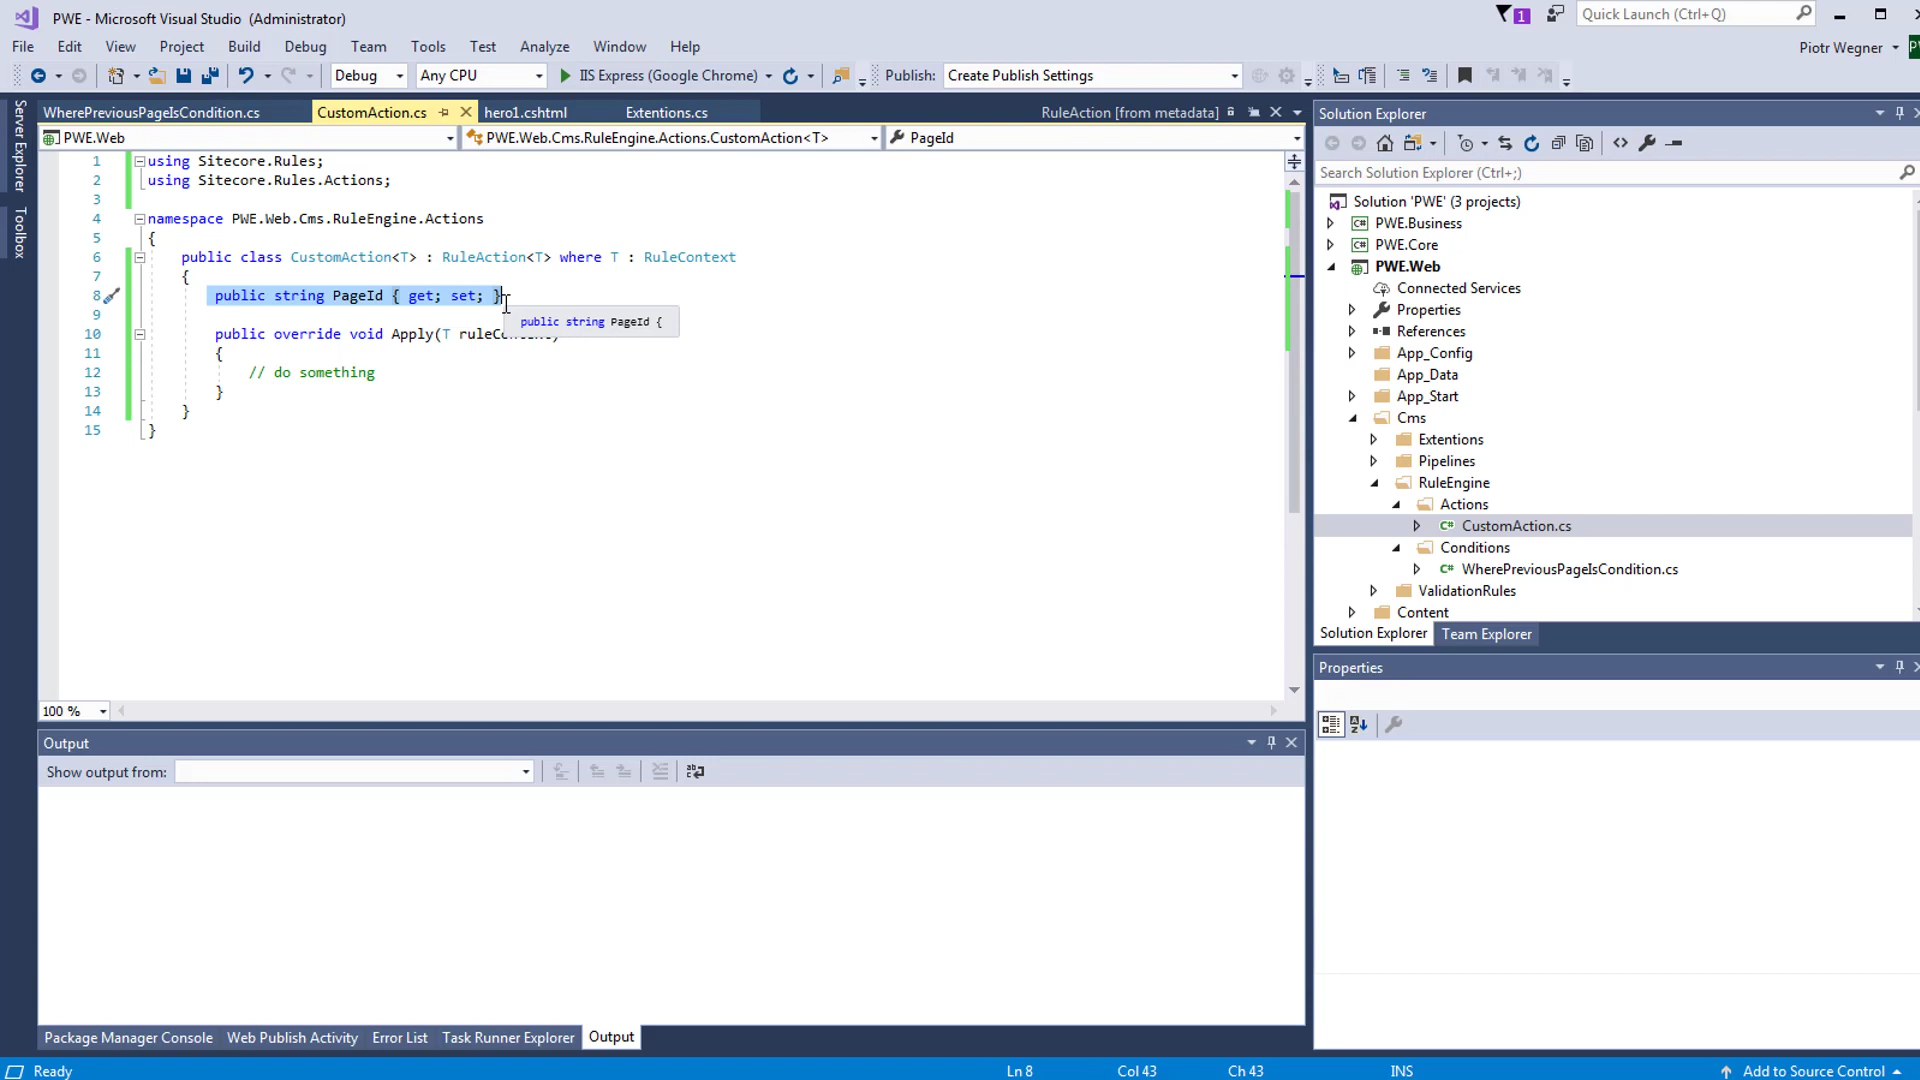 PWE - Microsoft Visual Studio (Administrator)
1
Quick Launch (Ctrl+Q)
File Edit View Project Build Debug Team Tools Test Analyze Window Help
Piotr Wegner
Debug
Any CPU
IIS Express (Google Chrome)
Publish:
Create Publish Settings
Server Explorer
Toolbox
WherePreviousPageIsCondition.cs
CustomAction.cs
hero1.cshtml
Extentions.cs
RuleAction [from metadata]
PWE.Web
PWE.Web.Cms.RuleEngine.Actions.CustomAction<T>
PageId
1 using Sitecore.Rules;
2 using Sitecore.Rules.Actions;
3
4 namespace PWE.Web.Cms.RuleEngine.Actions
5 {
6 public class CustomAction<T> : RuleAction<T> where T : RuleContext
7 {
8 public string PageId { get; set; }
9
public string PageId {
10 public override void Apply(T
11 {
12 // do something
13 }
14 }
15 }
100 %
Output
Show output from:
Package Manager Console
Web Publish Activity
Error List
Task Runner Explorer
Output
Solution Explorer
Search Solution Explorer (Ctrl+;)
Solution 'PWE' (3 projects)
PWE.Business
PWE.Core
PWE.Web
Connected Services
Properties
References
App_Config
App_Data
App_Start
Cms
Extentions
Pipelines
RuleEngine
Actions
CustomAction.cs
Conditions
WherePreviousPageIsCondition.cs
ValidationRules
Content
Solution Explorer
Team Explorer
Properties
Ready
Ln 8
Col 43
Ch 43
INS
Add to Source Control